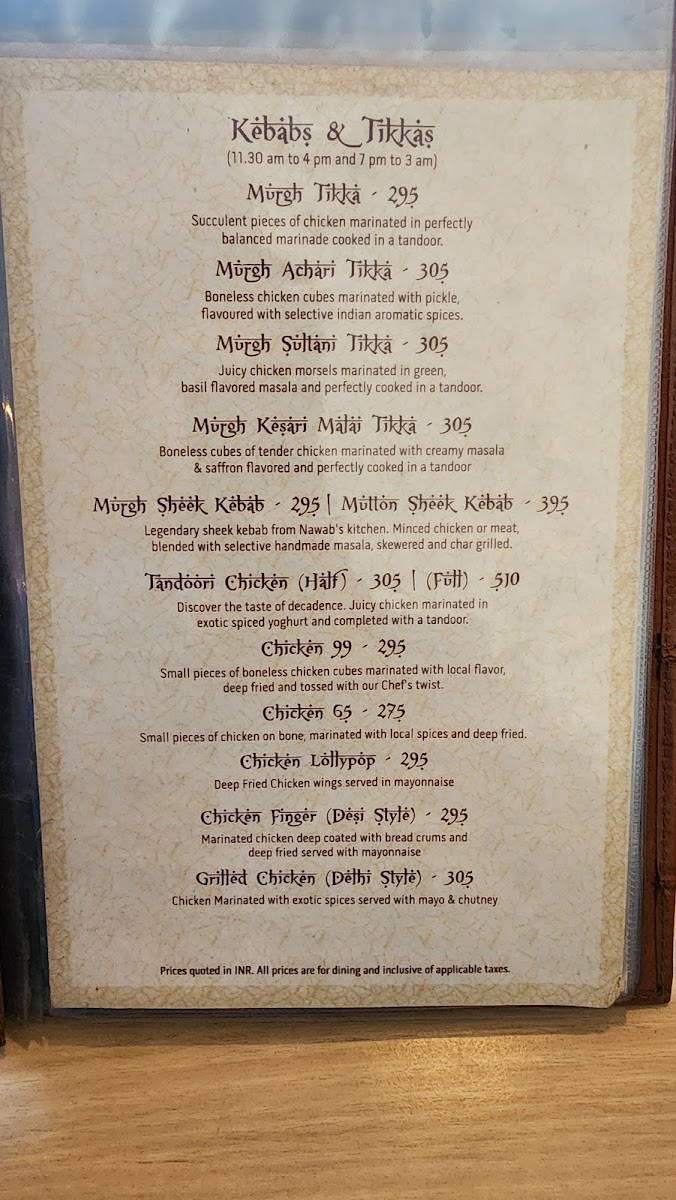 Kebabs & Tikkas
(11.30 am to 4 pm and 7 pm to 3 am)
Murgh Tikka - 295
Succulent pieces of chicken marinated in perfectly
balanced marinade cooked in a tandoor.
Murgh Achari Tikka - 305
Boneless chicken cubes marinated with pickle,
flavoured with selective indian aromatic spices.
Murgh Sultani Tikka - 305
Juicy chicken morsels marinated in green,
basil flavored masala and perfectly cooked in a tandoor.
Murgh Kesari Malai Tikka - 305
Boneless cubes of tender chicken marinated with creamy masala
& saffron flavored and perfectly cooked in a tandoor
Murgh Sheek Kebab - 295 | Mutton Sheek Kebab - 395
Legendary sheek kebab from Nawab's kitchen. Minced chicken or meat,
blended with selective handmade masala, skewered and char grilled.
Tandoori Chicken (Half) - 305 | (Full) - 510
Discover the taste of decadence. Juicy chicken marinated in
exotic spiced yoghurt and completed with a tandoor.
Chicken 99 - 295
Small pieces of boneless chicken cubes marinated with local flavor,
deep fried and tossed with our Chef's twist.
Chicken 65 - 275
Small pieces of chicken on bone, marinated with local spices and deep fried.
Chicken Lollypop - 295
Deep Fried Chicken wings served in mayonnaise
Chicken Finger (Desi Style) - 295
Marinated chicken deep coated with bread crums and
deep fried served with mayonnaise
Grilled Chicken (Delhi Style) - 305
Chicken Marinated with exotic spices served with mayo & chutney
Prices quoted in INR. All prices are for dining and inclusive of applicable taxes.